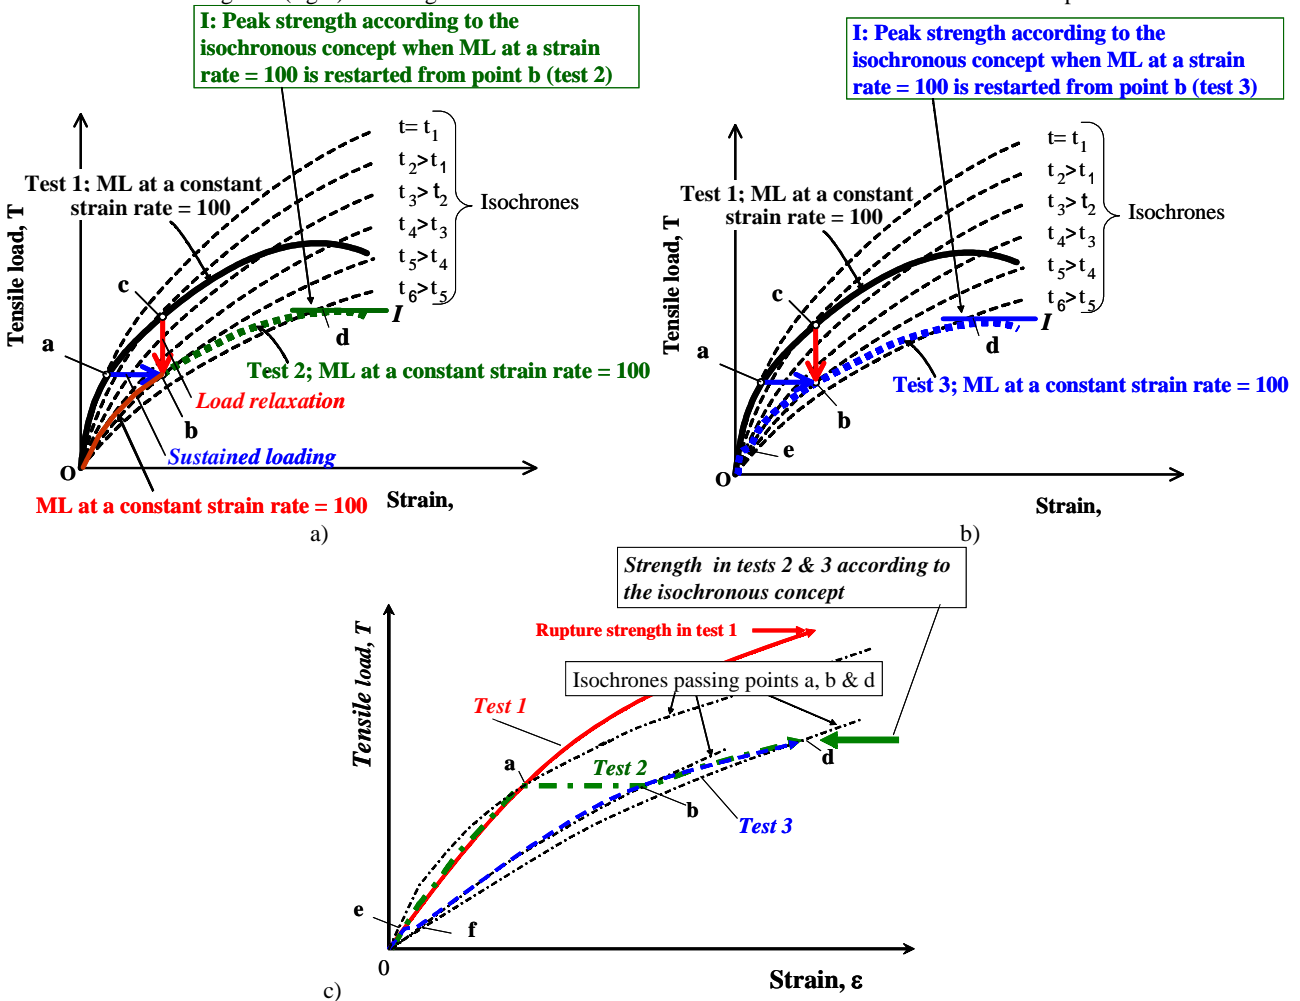 I: Peak strength according to the
isochronous concept when ML at a strain
rate = 100 is restarted from point b (test 2)
Tensile load, T
Test 1; ML at a constant
strain rate = 100
t= t1
t2>t1
t3>t2
t4>t3
t5>t4
t6>t5
Isochrones
c
a
I
d
Test 2; ML at a constant strain rate = 100
Load relaxation
b
Sustained loading
O
ML at a constant strain rate = 100
Strain,
a)
I: Peak strength according to the
isochronous concept when ML at a strain
rate = 100 is restarted from point b (test 3)
Tensile load, T
Test 1; ML at a constant
strain rate = 100
t= t1
t2>t1
t3>t2
t4>t3
t5>t4
t6>t5
Isochrones
c
a
I
d
Test 3; ML at a constant strain rate = 100
b
e
O
Strain,
b)
Strength in tests 2 & 3 according to
the isochronous concept
Tensile load, T
Rupture strength in test 1
Isochrones passing points a, b & d
Test 1
a
Test 2
d
b
Test 3
e
f
0
Strain, ε
c)